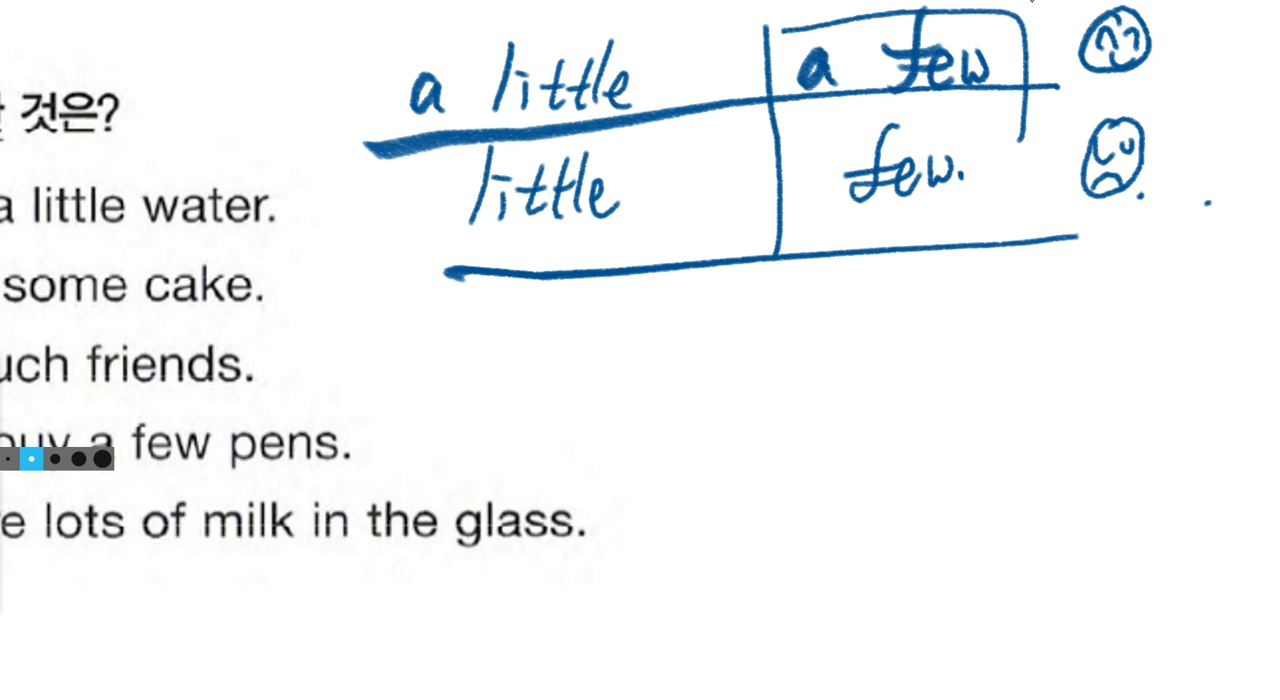 a little a few
little few.
것은?
a little water.
some cake.
uch friends.
buy a few pens.
e lots of milk in the glass.